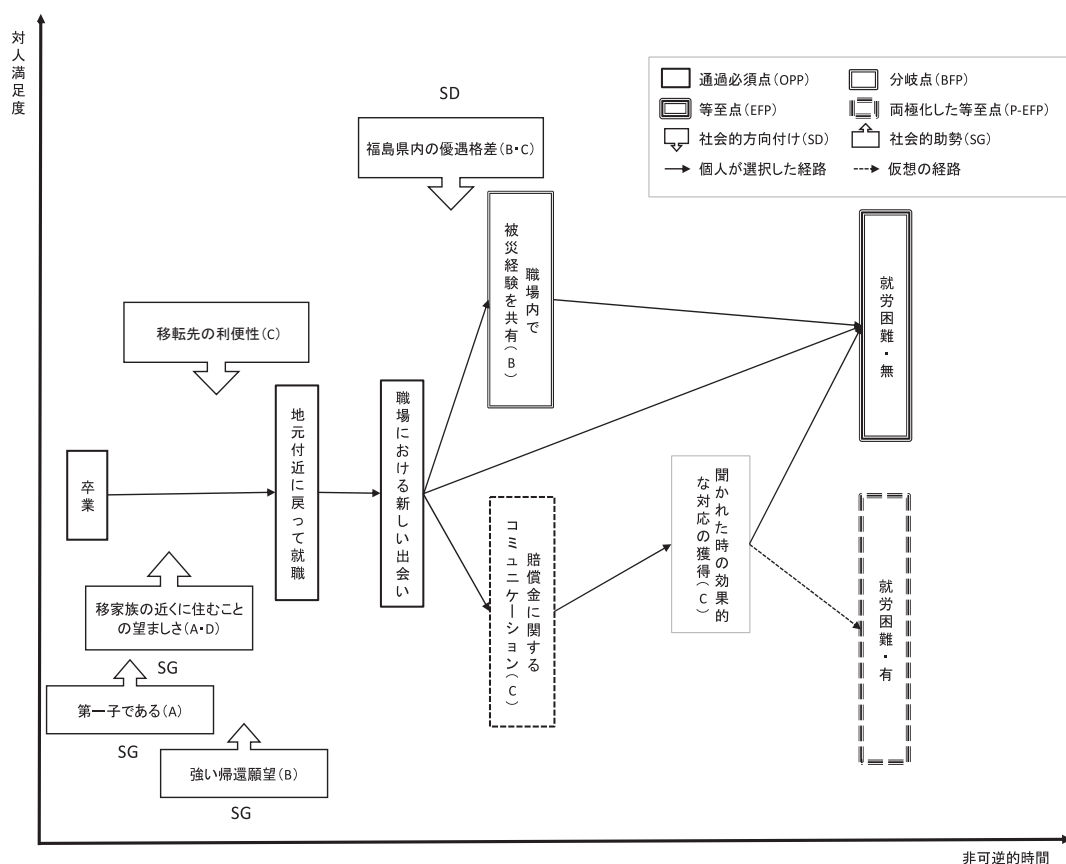 対人満足度
通過必須点(OPP)
分岐点(BFP)
等至点(EFP)
両極化した等至点(P-EFP)
社会的方向付け(SD)
社会的助勢(SG)
個人が選択した経路
仮想の経路
SD
福島県内の優遇格差(B・C)
移転先の利便性(C)
卒業
地元付近に戻って就職
職場における新しい出会い
職場内で
被災経験を共有(B)
賠償金に関する
コミュニケーション(C)
聞かれた時の効果的
な対応の獲得(C)
就労困難・無
就労困難・有
移家族の近くに住むこと
の望ましさ(A・D)
SG
第一子である(A)
SG
強い帰還願望(B)
SG
非可逆的時間